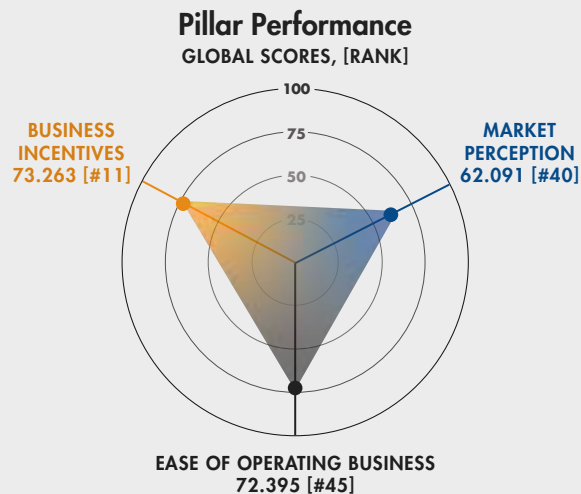 Pillar Performance
GLOBAL SCORES, [RANK]
100
75
50
25
BUSINESS
INCENTIVES
73.263 [#11]
MARKET
PERCEPTION
62.091 [#40]
EASE OF OPERATING BUSINESS
72.395 [#45]